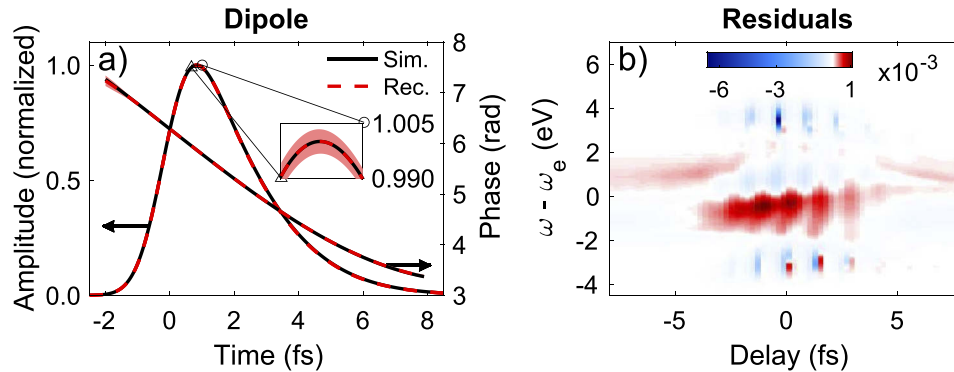 Dipole
a)
Sim.
Rec.
1.005
0.990
Amplitude (normalized)
1.0
0.5
0.0
Phase (rad)
8
7
6
5
4
3
-2 0 2 4 6 8
Time (fs)
Residuals
b)
-6 -3 1
x10-3
ω - ωe (eV)
6
4
2
0
-2
-4
-5 0 5
Delay (fs)